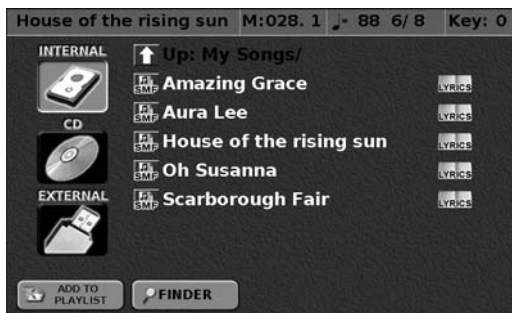 House of the rising sun M:028. 1 ♩= 88 6/ 8 Key: 0
INTERNAL
Up: My Songs/
SMF Amazing Grace LYRICS
CD
SMF Aura Lee LYRICS
SMF House of the rising sun LYRICS
SMF Oh Susanna LYRICS
EXTERNAL
SMF Scarborough Fair LYRICS
ADD TO
PLAYLIST
FINDER